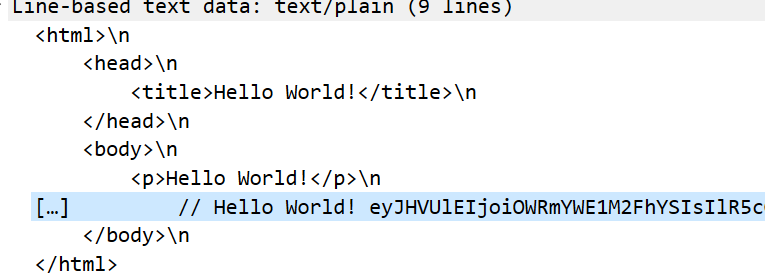 Line-based text data: text/plain (9 lines)
<html>\n
<head>\n
<title>Hello World!</title>\n
</head>\n
<body>\n
<p>Hello World!</p>\n
[…] // Hello World! eyJHVUlEIjoiOWRmYWE1M2FhYSIsIlR5c
</body>\n
</html>